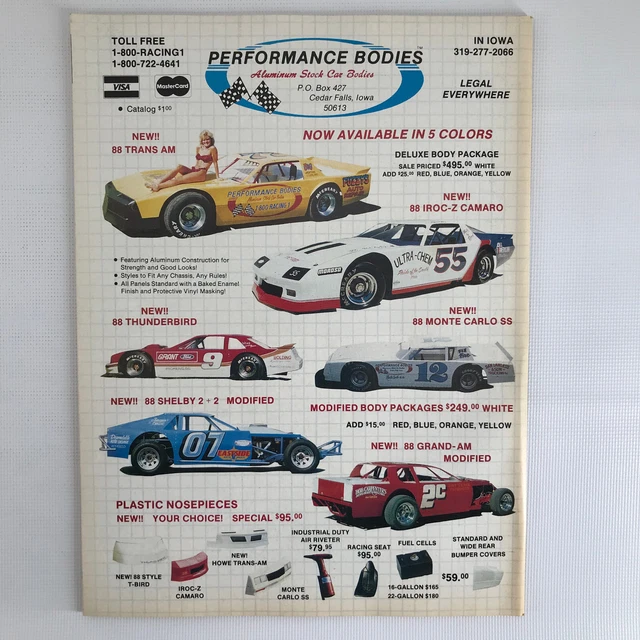 TOLL FREE
1-800-RACING1
1-800-722-4641
VISA
MasterCard
• Catalog $1.00
PERFORMANCE BODIES™
Aluminum Stock Car Bodies
P.O. Box 427
Cedar Falls, Iowa
50613
IN IOWA
319-277-2066
LEGAL
EVERYWHERE
NOW AVAILABLE IN 5 COLORS
NEW!!
88 TRANS AM
DELUXE BODY PACKAGE
SALE PRICED $495.00 WHITE
ADD $25.00 RED, BLUE, ORANGE, YELLOW
PERFORMANCE BODIES
1-800 RACING 1
NEW!!
88 IROC-Z CAMARO
ULTRA-CHEM
55
• Featuring Aluminum Construction for
Strength and Good Looks!
• Styles to Fit Any Chassis, Any Rules!
• All Panels Standard with a Baked Enamel
Finish and Protective Vinyl Masking!
NEW!!
88 THUNDERBIRD
GIRANT
Ford
9
NEW!!
88 MONTE CARLO SS
12
NEW!! 88 SHELBY 2 + 2 MODIFIED
07
EASTSIDE
MODIFIED BODY PACKAGES $249.00 WHITE
ADD $15.00 RED, BLUE, ORANGE, YELLOW
NEW!! 88 GRAND-AM
MODIFIED
2c
PLASTIC NOSEPIECES
NEW!! YOUR CHOICE! SPECIAL $95.00
NEW! 88 STYLE
T-BIRD
IROC-Z
CAMARO
NEW!
HOWE TRANS-AM
MONTE
CARLO SS
INDUSTRIAL DUTY
AIR RIVETER
$79.95
RACING SEAT
$95.00
FUEL CELLS
16-GALLON $165
22-GALLON $180
STANDARD AND
WIDE REAR
BUMPER COVERS
$59.00